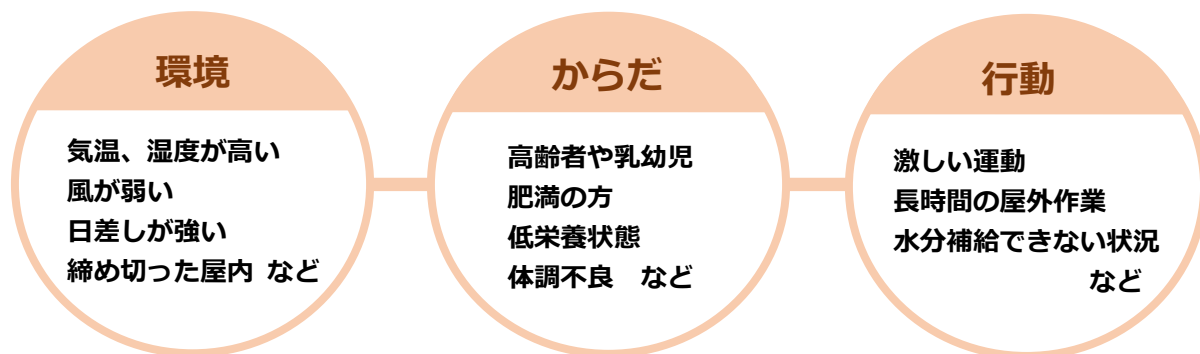 環境
気温、湿度が高い
風が弱い
日差しが強い
締め切った屋内 など
からだ
高齢者や乳幼児
肥満の方
低栄養状態
体調不良　など
行動
激しい運動
長時間の屋外作業
水分補給できない状況
など